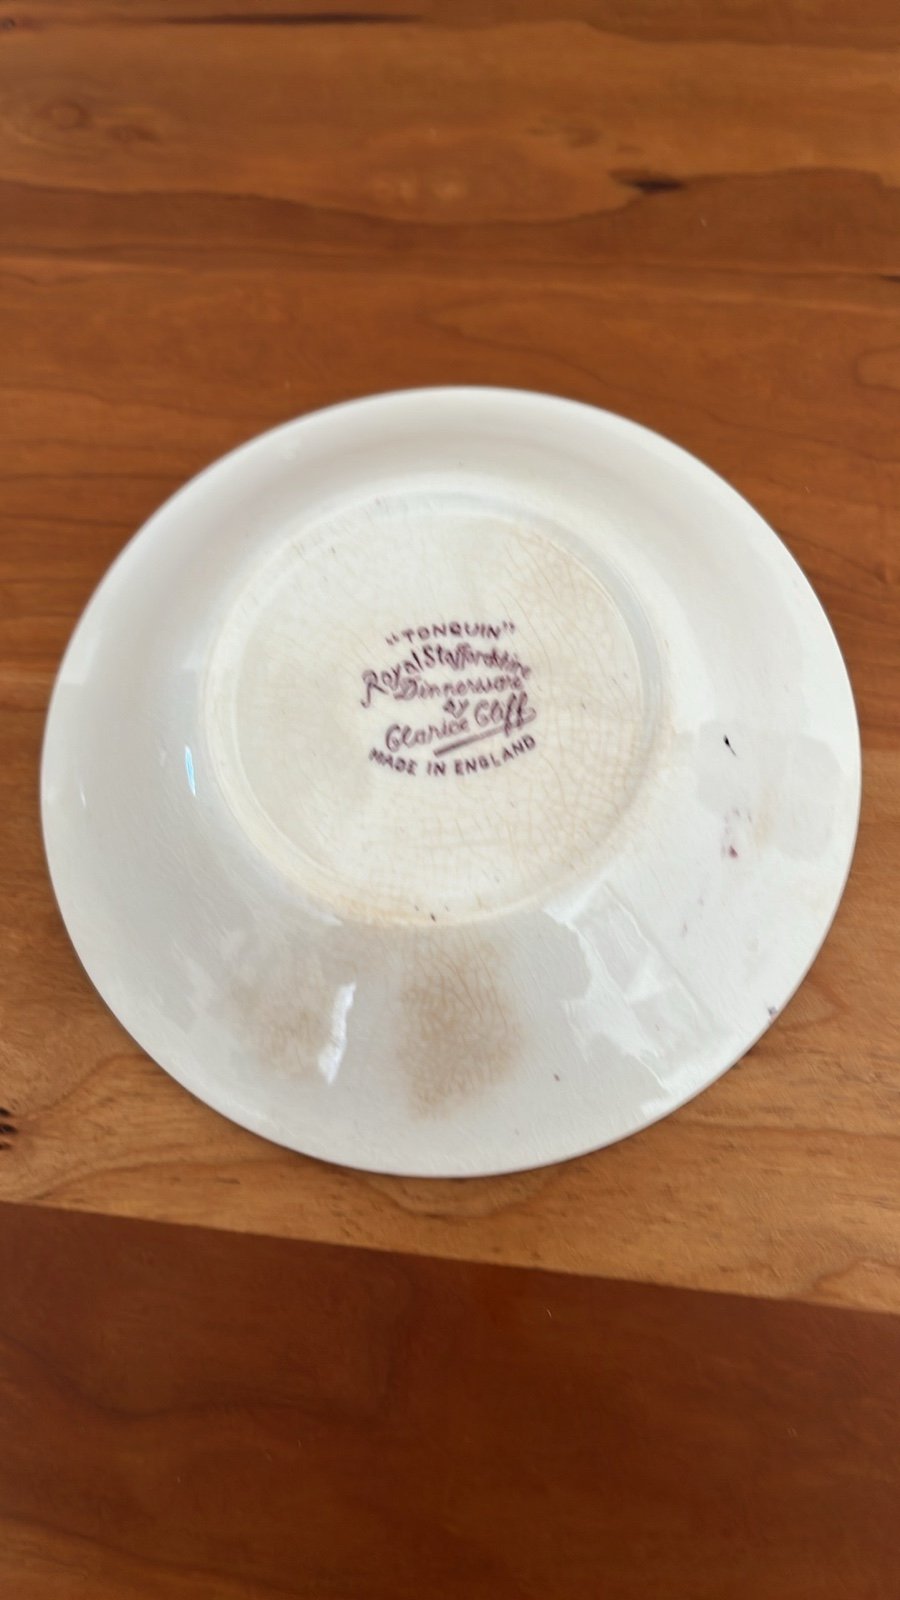 "TONQUIN"
Royal Staffordshire
Dinnerware
BY
Clarice Cliff
MADE IN ENGLAND